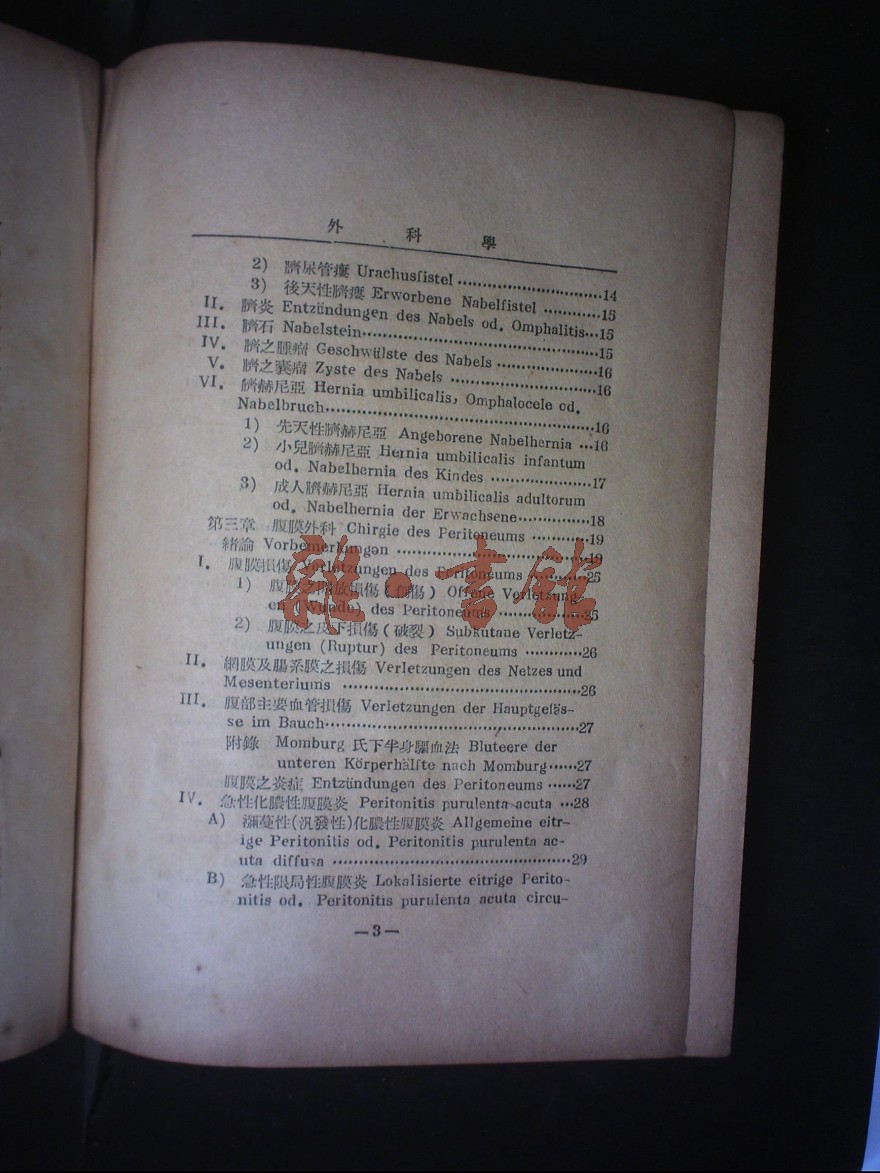 外科學
2) 臍尿管瘻 Urachusfistel ……14
3) 後天性臍瘻 Erworbene Nabelfistel ……15
II. 臍炎 Entzündungen des Nabels od. Omphalitis…15
III. 臍石 Nabelstein……15
IV. 臍之腫瘤 Geschwülste des Nabels ……16
V. 臍之囊瘤 Zyste des Nabels ……16
VI. 臍赫尼亞 Hernia umbilicalis, Omphalocele od.
Nabelbruch……16
1) 先天性臍赫尼亞 Angeborene Nabelhernia …16
2) 小兒臍赫尼亞 Hernia umbilicalis infantum
od. Nabelhernia des Kindes ……17
3) 成人臍赫尼亞 Hernia umbilicalis adultorum
od. Nabelhernia der Erwachsene……18
第三章 腹膜外科 Chirgie des Peritoneums ……19
緒論 Vorbemerkungen ……19
I. 腹膜損傷 Verletzungen des Peritoneums ……25
1) 腹膜之開放損傷(創傷) Offene Verletzung-
en (Wunde) des Peritoneums ……25
2) 腹膜之皮下損傷(破裂) Subkutane Verletz-
ungen (Ruptur) des Peritoneums ……26
II. 網膜及腸系膜之損傷 Verletzungen des Netzes und
Mesenteriums ……26
III. 腹部主要血管損傷 Verletzungen der Hauptgefäs-
se im Bauch……27
附錄 Momburg 氏下半身驅血法 Bluteere der
unteren Körperhälfte nach Momburg……27
腹膜之炎症 Entzündungen des Peritoneums ……27
IV. 急性化膿性腹膜炎 Peritonitis purulenta acuta …28
A) 瀰蔓性(汎發性)化膿性腹膜炎 Allgemeine eitr-
ige Peritonitis od. Peritonitis purulenta ac-
uta diffusa ……29
B) 急性限局性腹膜炎 Lokalisierte eitrige Perito-
nitis od. Peritonitis purulenta acuta circu-
—3—
雜·書館